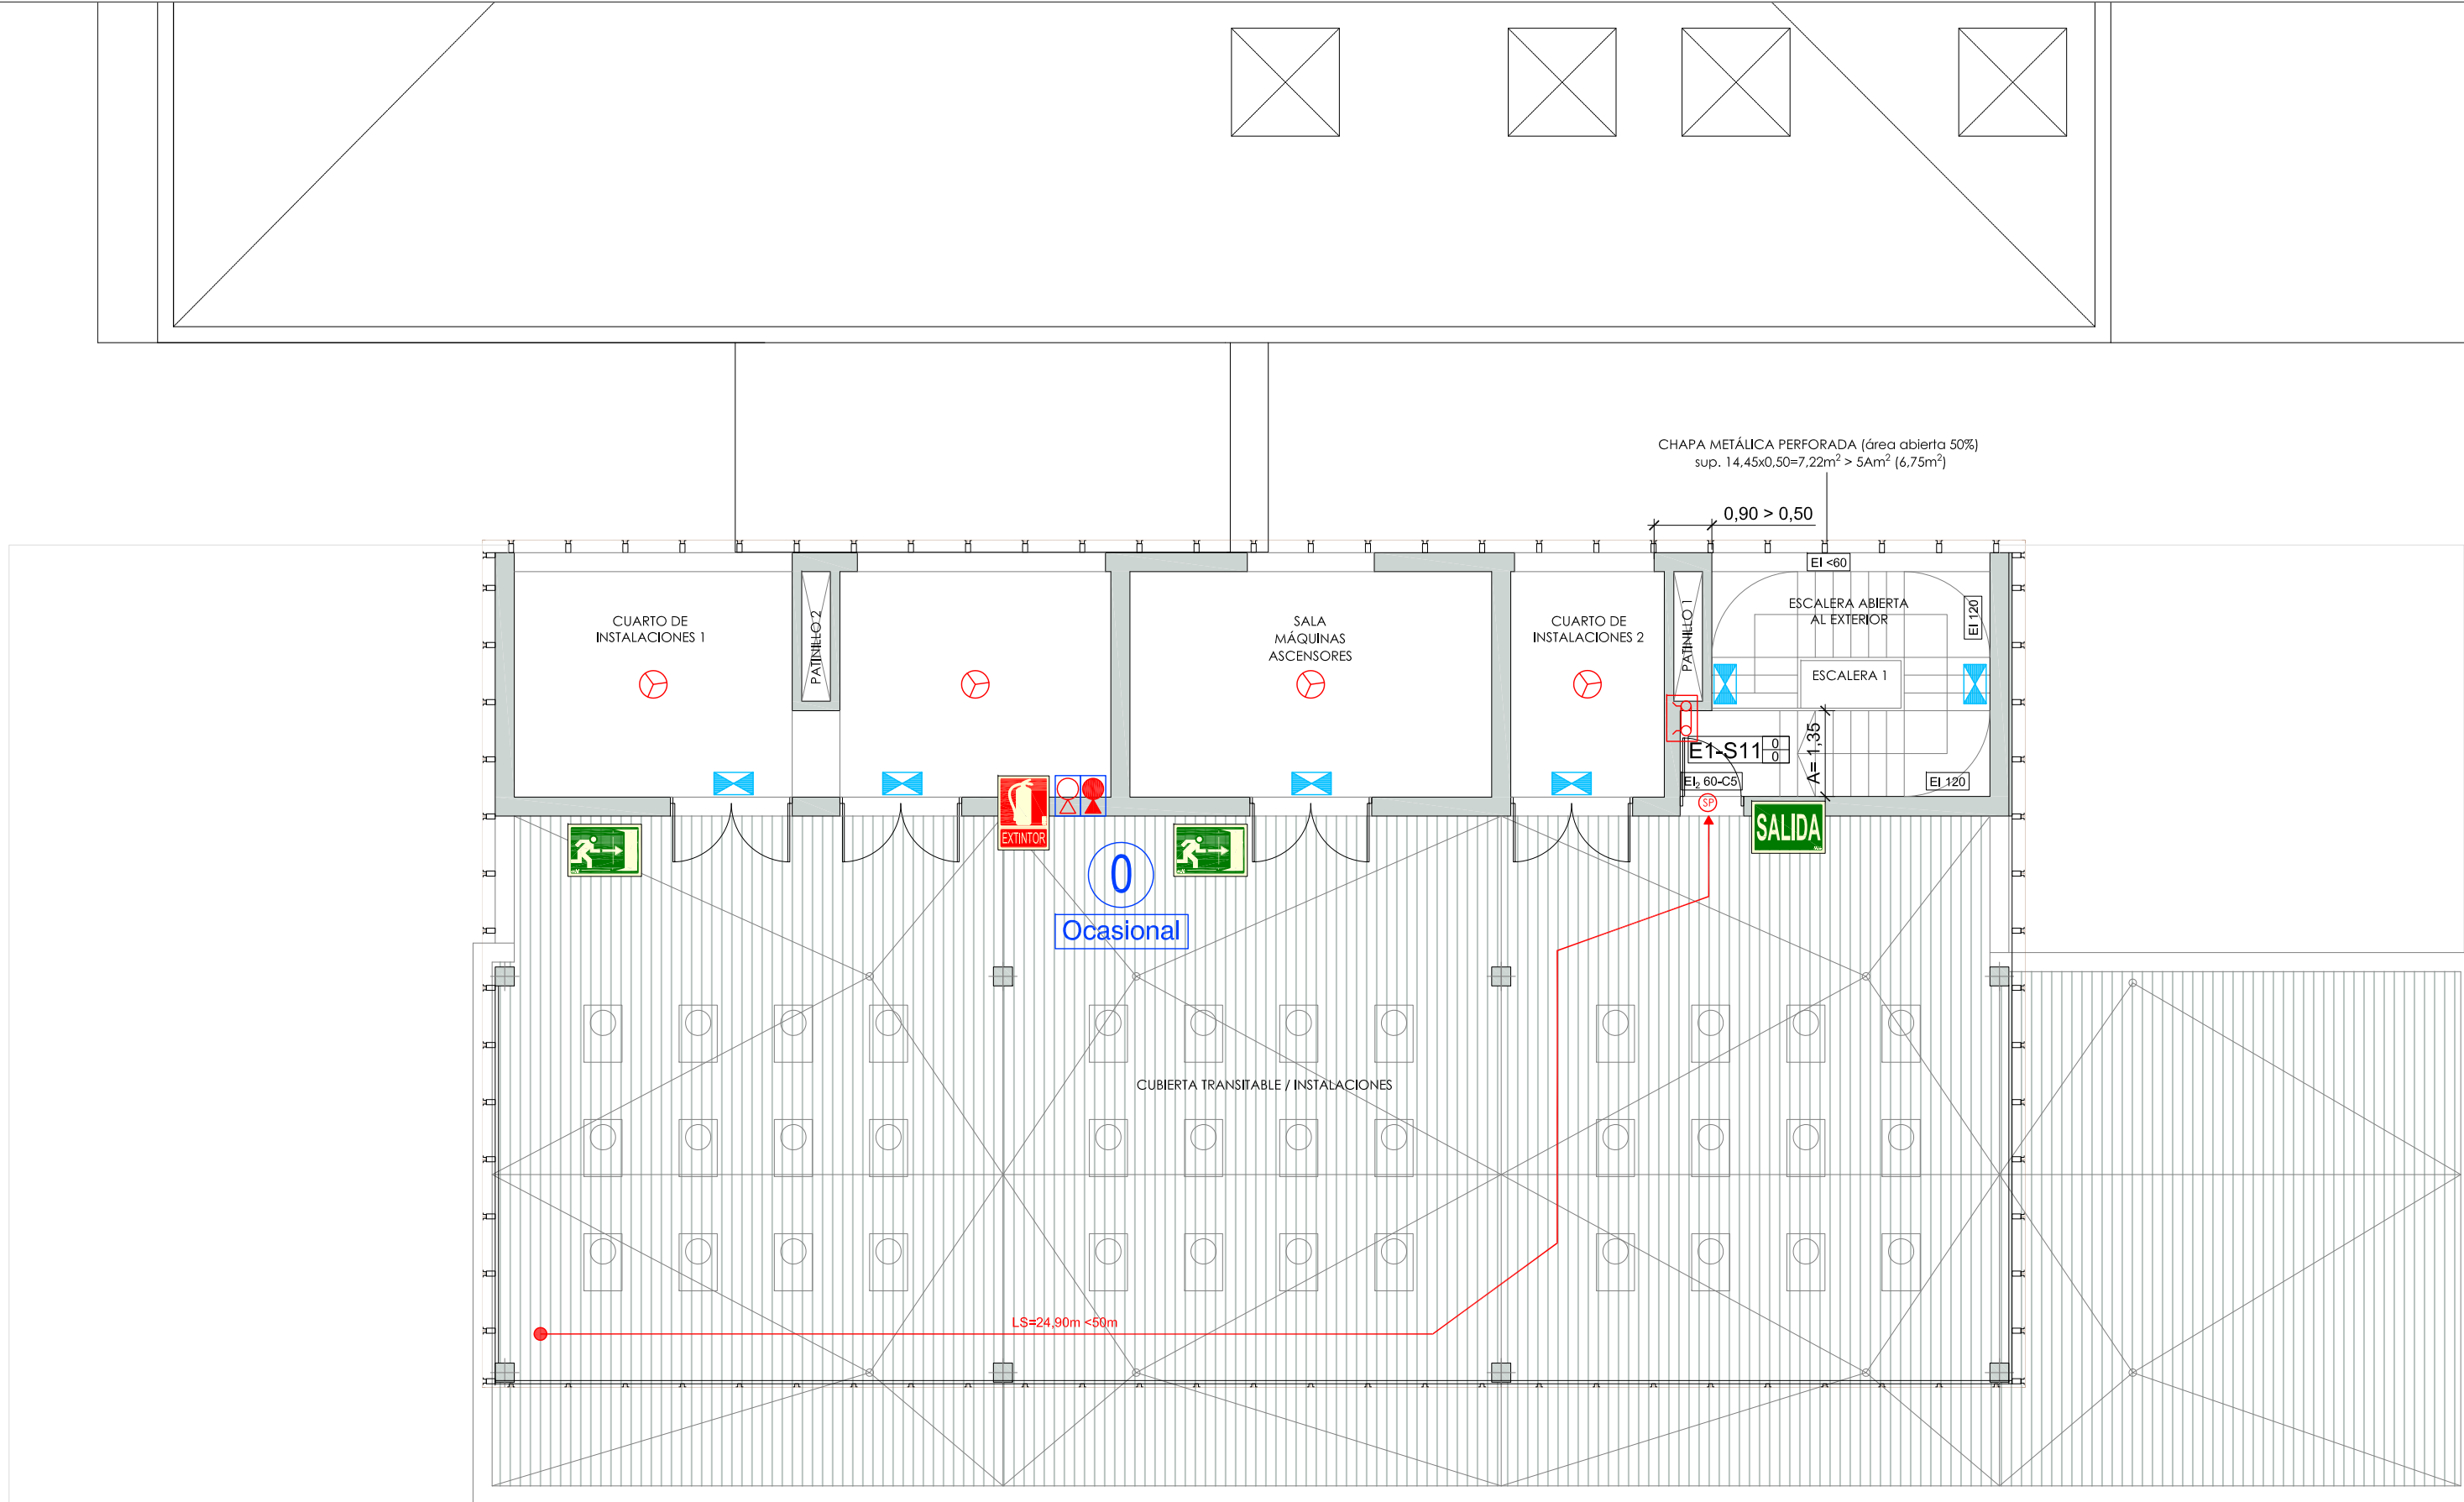 CHAPA METÁLICA PERFORADA (área abierta 50%)
sup. 14,45x0,50=7,22m² > 5Am² (6,75m²)
0,90 > 0,50
EI <60
CUARTO DE
INSTALACIONES 1
PATINILLO 2
SALA
MÁQUINAS
ASCENSORES
CUARTO DE
INSTALACIONES 2
PATINILLO 1
ESCALERA ABIERTA
AL EXTERIOR
EI 120
ESCALERA 1
E1-S11
0
0
A= 1,35
EI₂ 60-C5
EI 120
SP
EXTINTOR
SALIDA
0
Ocasional
CUBIERTA TRANSITABLE / INSTALACIONES
LS=24,90m <50m